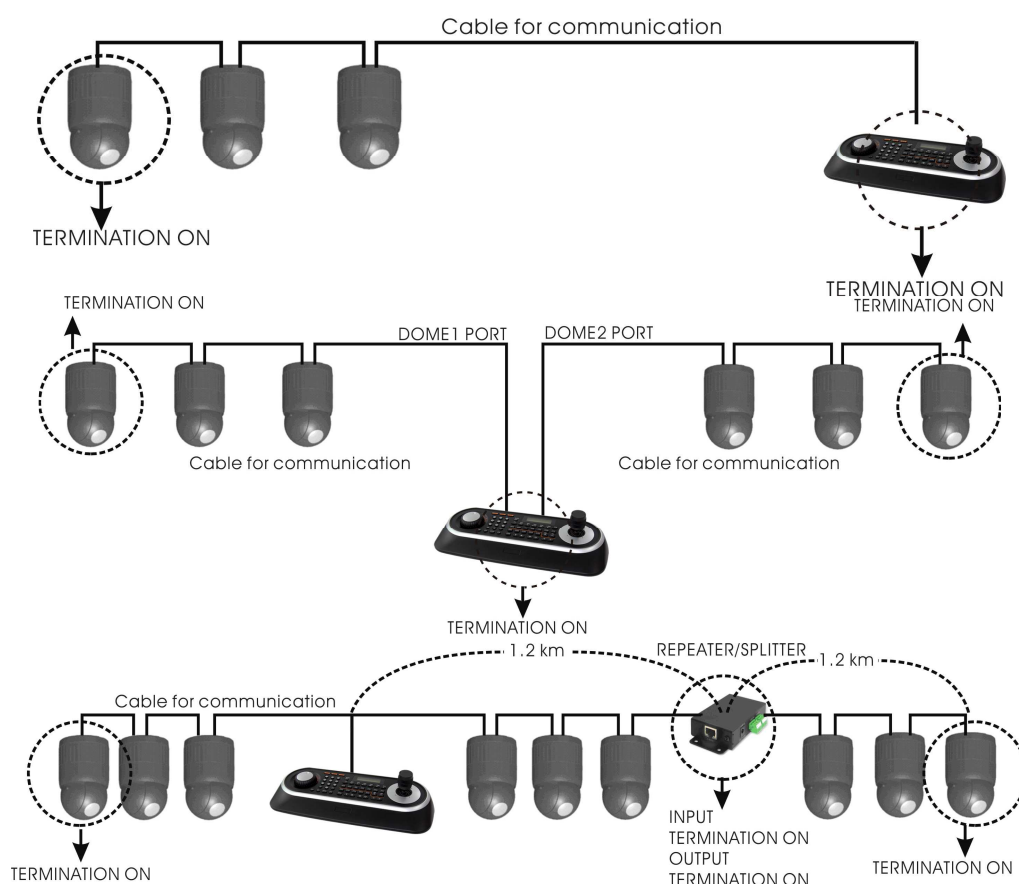 Cable for communication
TERMINATION ON
TERMINATION ON
TERMINATION ON
TERMINATION ON
DOME1 PORT
DOME2 PORT
Cable for communication
Cable for communication
TERMINATION ON
1.2 km
REPEATER/SPLITTER
1.2 km
Cable for communication
INPUT
TERMINATION ON
OUTPUT
TERMINATION ON
TERMINATION ON
TERMINATION ON